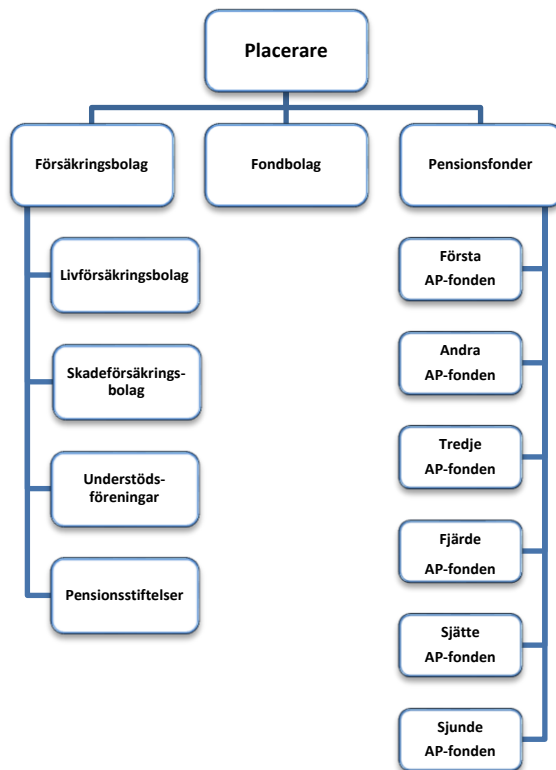 Placerare
Försäkringsbolag
Fondbolag
Pensionsfonder
Livförsäkringsbolag
Skadeförsäkrings-
bolag
Understöds-
föreningar
Pensionsstiftelser
Första
AP-fonden
Andra
AP-fonden
Tredje
AP-fonden
Fjärde
AP-fonden
Sjätte
AP-fonden
Sjunde
AP-fonden